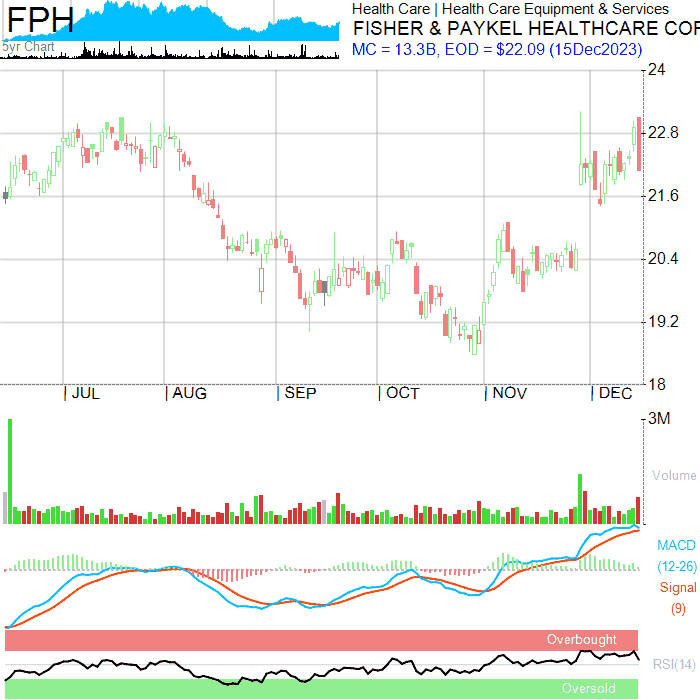 FPH
5yr Chart
Health Care | Health Care Equipment & Services
FISHER & PAYKEL HEALTHCARE COR
MC = 13.3B, EOD = $22.09 (15Dec2023)
24
22.8
21.6
20.4
19.2
18
| JUL | AUG | SEP | OCT | NOV | DEC
3M
Volume
MACD
(12-26)
Signal
(9)
Overbought
RSI(14)
Oversold